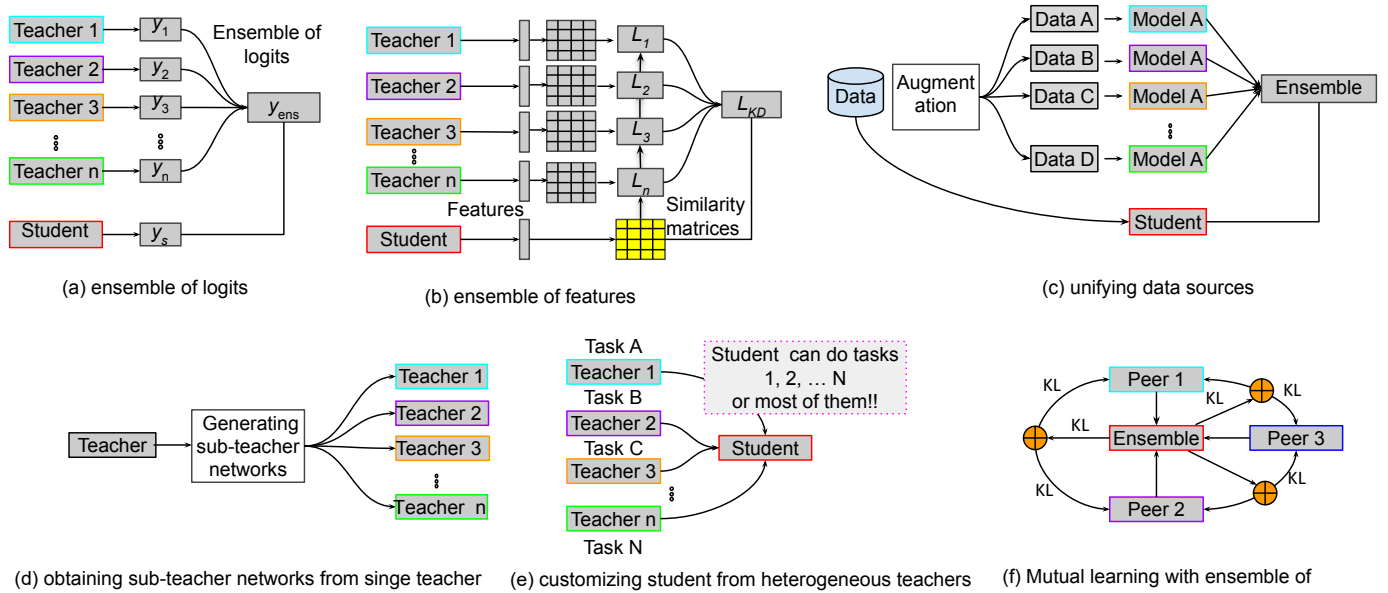 Teacher 1
y1
Ensemble of
logits
Teacher 2
y2
Teacher 3
y3
yens
Teacher n
yn
Student
ys
(a) ensemble of logits
Teacher 1
L1
Teacher 2
L2
LKD
Teacher 3
L3
Teacher n
Ln
Features
Similarity
matrices
Student
(b) ensemble of features
Data
Augment
ation
Data A
Model A
Data B
Model A
Data C
Model A
Data D
Model A
Ensemble
Student
(c) unifying data sources
Teacher
Generating
sub-teacher
networks
Teacher 1
Teacher 2
Teacher 3
Teacher n
(d) obtaining sub-teacher networks from singe teacher
Task A
Teacher 1
Task B
Teacher 2
Task C
Teacher 3
Teacher n
Task N
Student can do tasks
1, 2, ... N
or most of them!!
Student
(e) customizing student from heterogeneous teachers
KL
Peer 1
KL
KL
KL
Ensemble
Peer 3
KL
KL
Peer 2
(f) Mutual learning with ensemble of